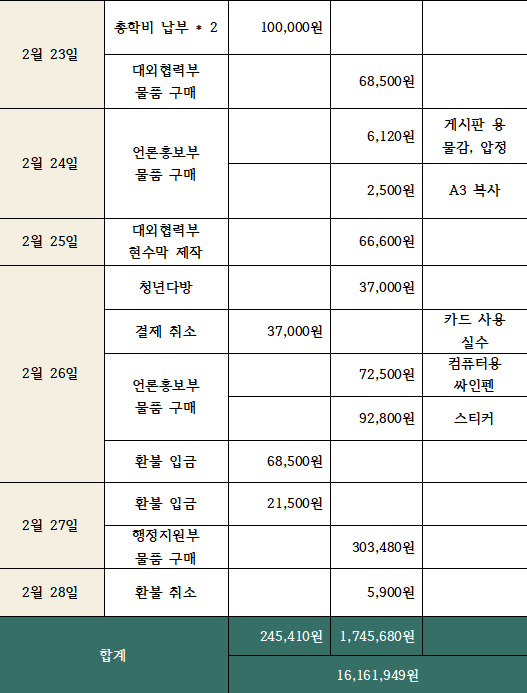 2월 23일
총학비 납부 * 2
100,000원
대외협력부
물품 구매
68,500원
2월 24일
언론홍보부
물품 구매
6,120원
게시판 용
물감, 압정
2,500원
A3 복사
2월 25일
대외협력부
현수막 제작
66,600원
2월 26일
청년다방
37,000원
결제 취소
37,000원
카드 사용
실수
언론홍보부
물품 구매
72,500원
컴퓨터용
싸인펜
92,800원
스티커
환불 입금
68,500원
2월 27일
환불 입금
21,500원
행정지원부
물품 구매
303,480원
2월 28일
환불 취소
5,900원
합계
245,410원
1,745,680원
16,161,949원